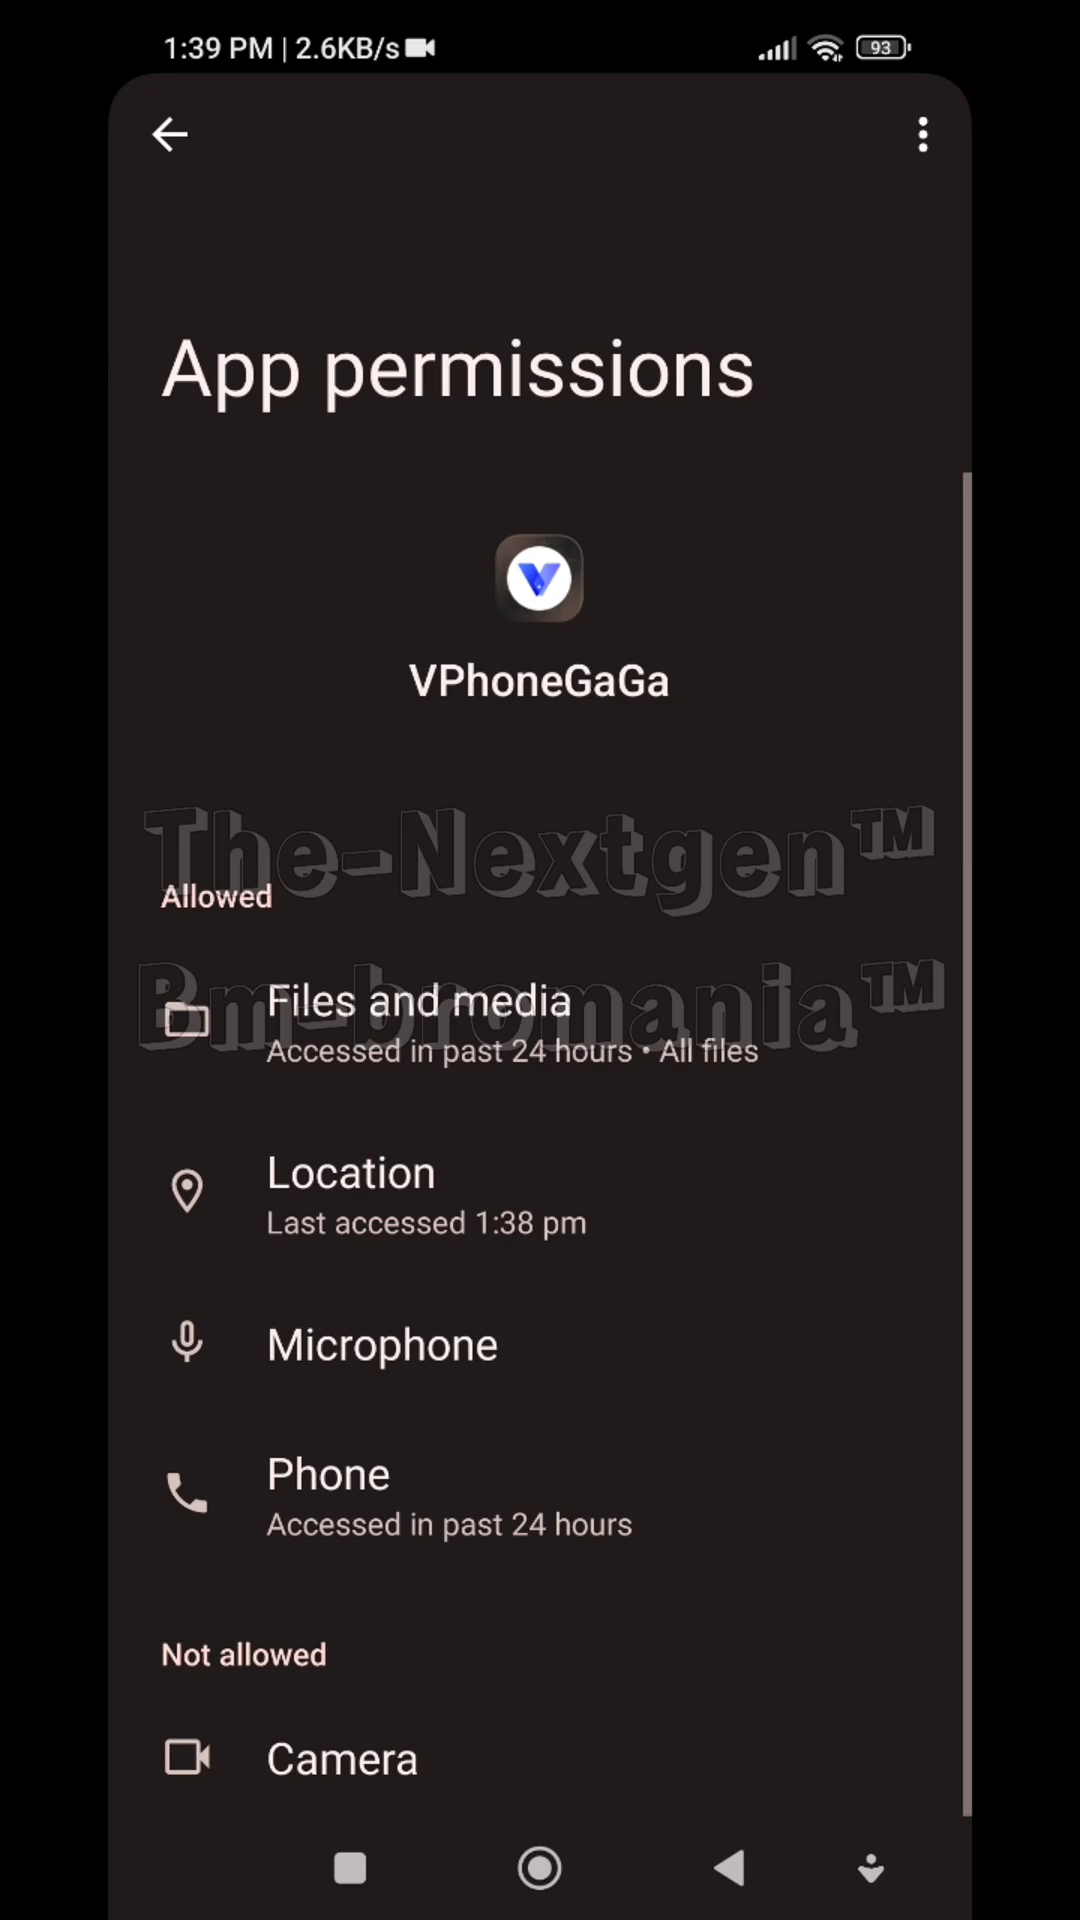 1:39 PM | 2.6KB/s
93
App permissions
VPhoneGaGa
The-Nextgen™
Allowed
Bm-bromania™
Files and media
Accessed in past 24 hours • All files
Location
Last accessed 1:38 pm
Microphone
Phone
Accessed in past 24 hours
Not allowed
Camera